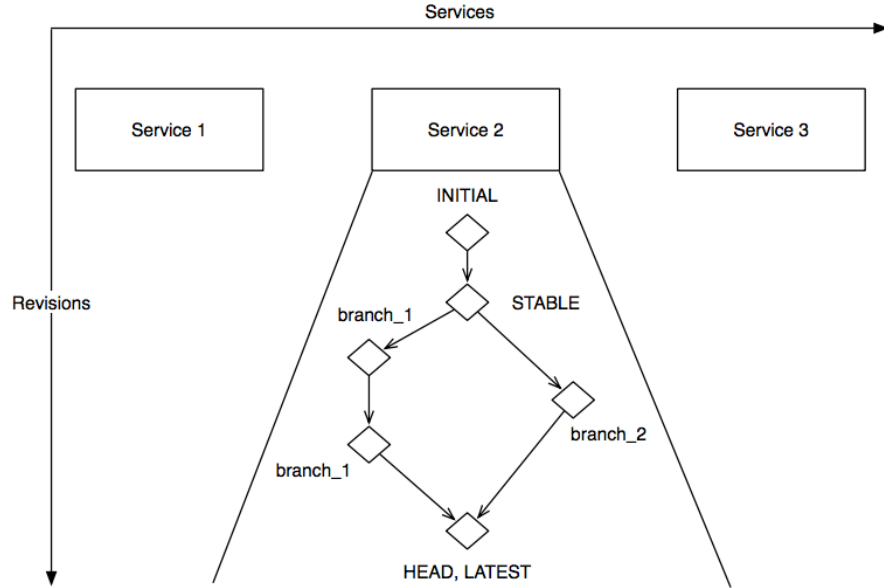 Services
Service 1
Service 2
Service 3
INITIAL
Revisions
STABLE
branch_1
branch_2
branch_1
HEAD, LATEST